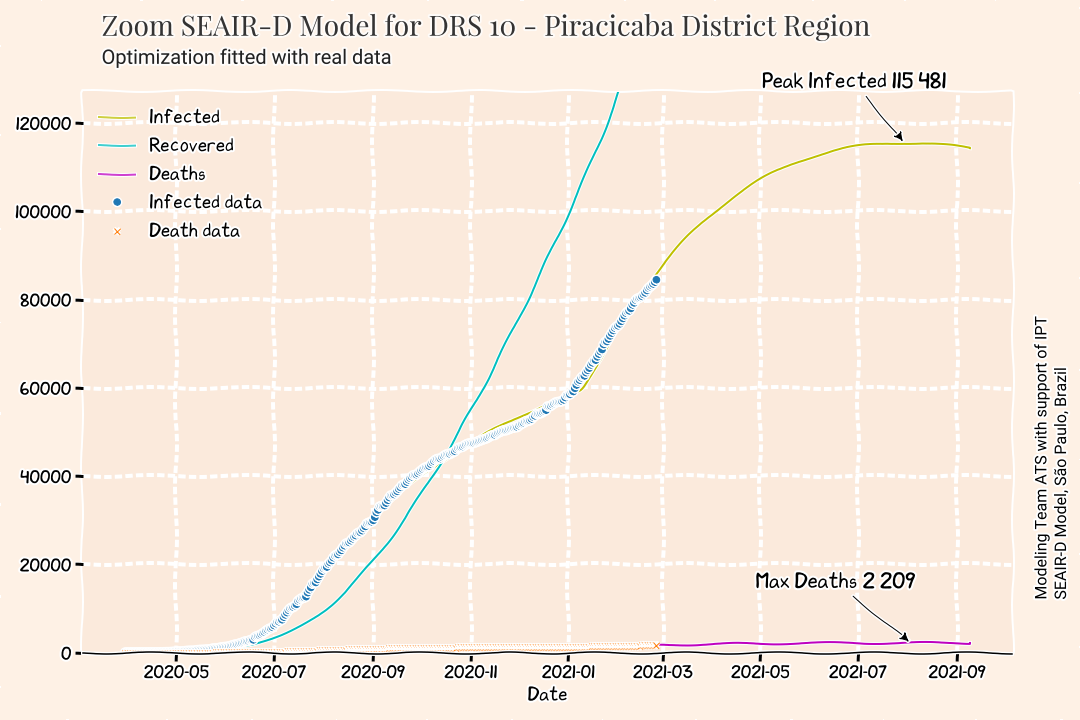 Zoom SEAIR-D Model for DRS 10 - Piracicaba District Region
Optimization fitted with real data
Peak Infected 115 481
Infected
Recovered
Deaths
Infected data
Death data
120000
100000
80000
60000
40000
20000
0
Max Deaths 2 209
2020-05 2020-07 2020-09 2020-11 2021-01 2021-03 2021-05 2021-07 2021-09
Date
Modeling Team ATS with support of IPT
SEAIR-D Model, São Paulo, Brazil